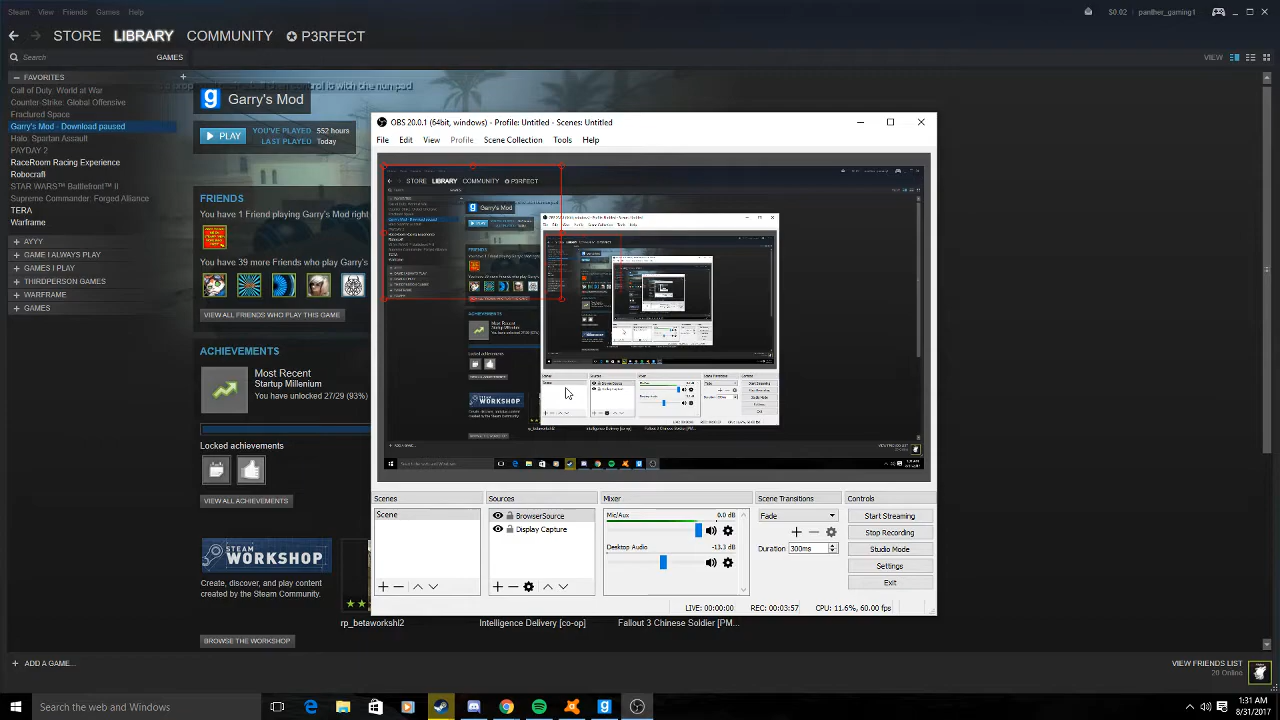 Steam View Friends Games Help
$0.02 panther_gaming1
STORE LIBRARY COMMUNITY P3RFECT
Search GAMES VIEW
FAVORITES
Call of Duty: World at War
Counter-Strike: Global Offensive
Fractured Space
Garry's Mod - Download paused
Halo: Spartan Assault
PAYDAY 2
RaceRoom Racing Experience
Robocraft
STAR WARS™ Battlefront™ II
Supreme Commander: Forged Alliance
TERA
Warframe
AYYY
GAME I ALWAYS PLAY
GAMES I PLAY
THIRDPERSON GAMES
WARFRAME
GAMES
Garry's Mod
PLAY
YOU'VE PLAYED 552 hours
LAST PLAYED Today
FRIENDS
You have 1 Friend playing Garry's Mod right
You have 39 more Friends who play Garry's
VIEW ALL FRIENDS WHO PLAY THIS GAME
ACHIEVEMENTS
Most Recent
Startup Millenium
You have unlocked 27/29 (93%)
Locked achievements
VIEW ALL ACHIEVEMENTS
STEAM WORKSHOP
Create, discover, and play content
created by the Steam Community.
BROWSE THE WORKSHOP
rp_betaworkshl2
Intelligence Delivery [co-op]
Fallout 3 Chinese Soldier [PM...
OBS 20.0.1 (64bit, windows) - Profile: Untitled - Scenes: Untitled
File Edit View Profile Scene Collection Tools Help
STORE LIBRARY COMMUNITY P3RFECT
Garry's Mod
Scenes
Scene
Sources
BrowserSource
Display Capture
Mixer
Mic/Aux 0.0 dB
Desktop Audio -13.3 dB
Scene Transitions
Fade
Duration 300ms
Controls
Start Streaming
Stop Recording
Studio Mode
Settings
Exit
LIVE: 00:00:00 REC: 00:03:57 CPU: 11.6%, 60.00 fps
ADD A GAME...
VIEW FRIENDS LIST
28 Online
Search the web and Windows
1:31 AM
8/31/2017